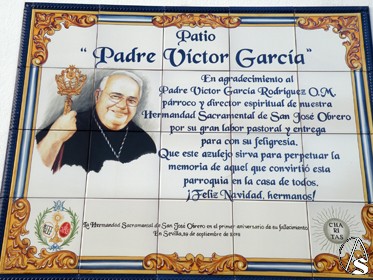 Patio
"Padre Víctor García"
En agradecimiento al
Padre Víctor García Rodríguez O.M.
párroco y director espiritual de nuestra
Hermandad Sacramental de San José Obrero
por su gran labor pastoral y entrega
para con su feligresía.
Que este azulejo sirva para perpetuar la
memoria de aquel que convirtió esta
parroquia en la casa de todos.
¡Feliz Navidad, hermanos!
La Hermandad Sacramental de San José Obrero en el primer aniversario de su fallecimiento
En Sevilla, de septiembre de
CHA
RI
TAS